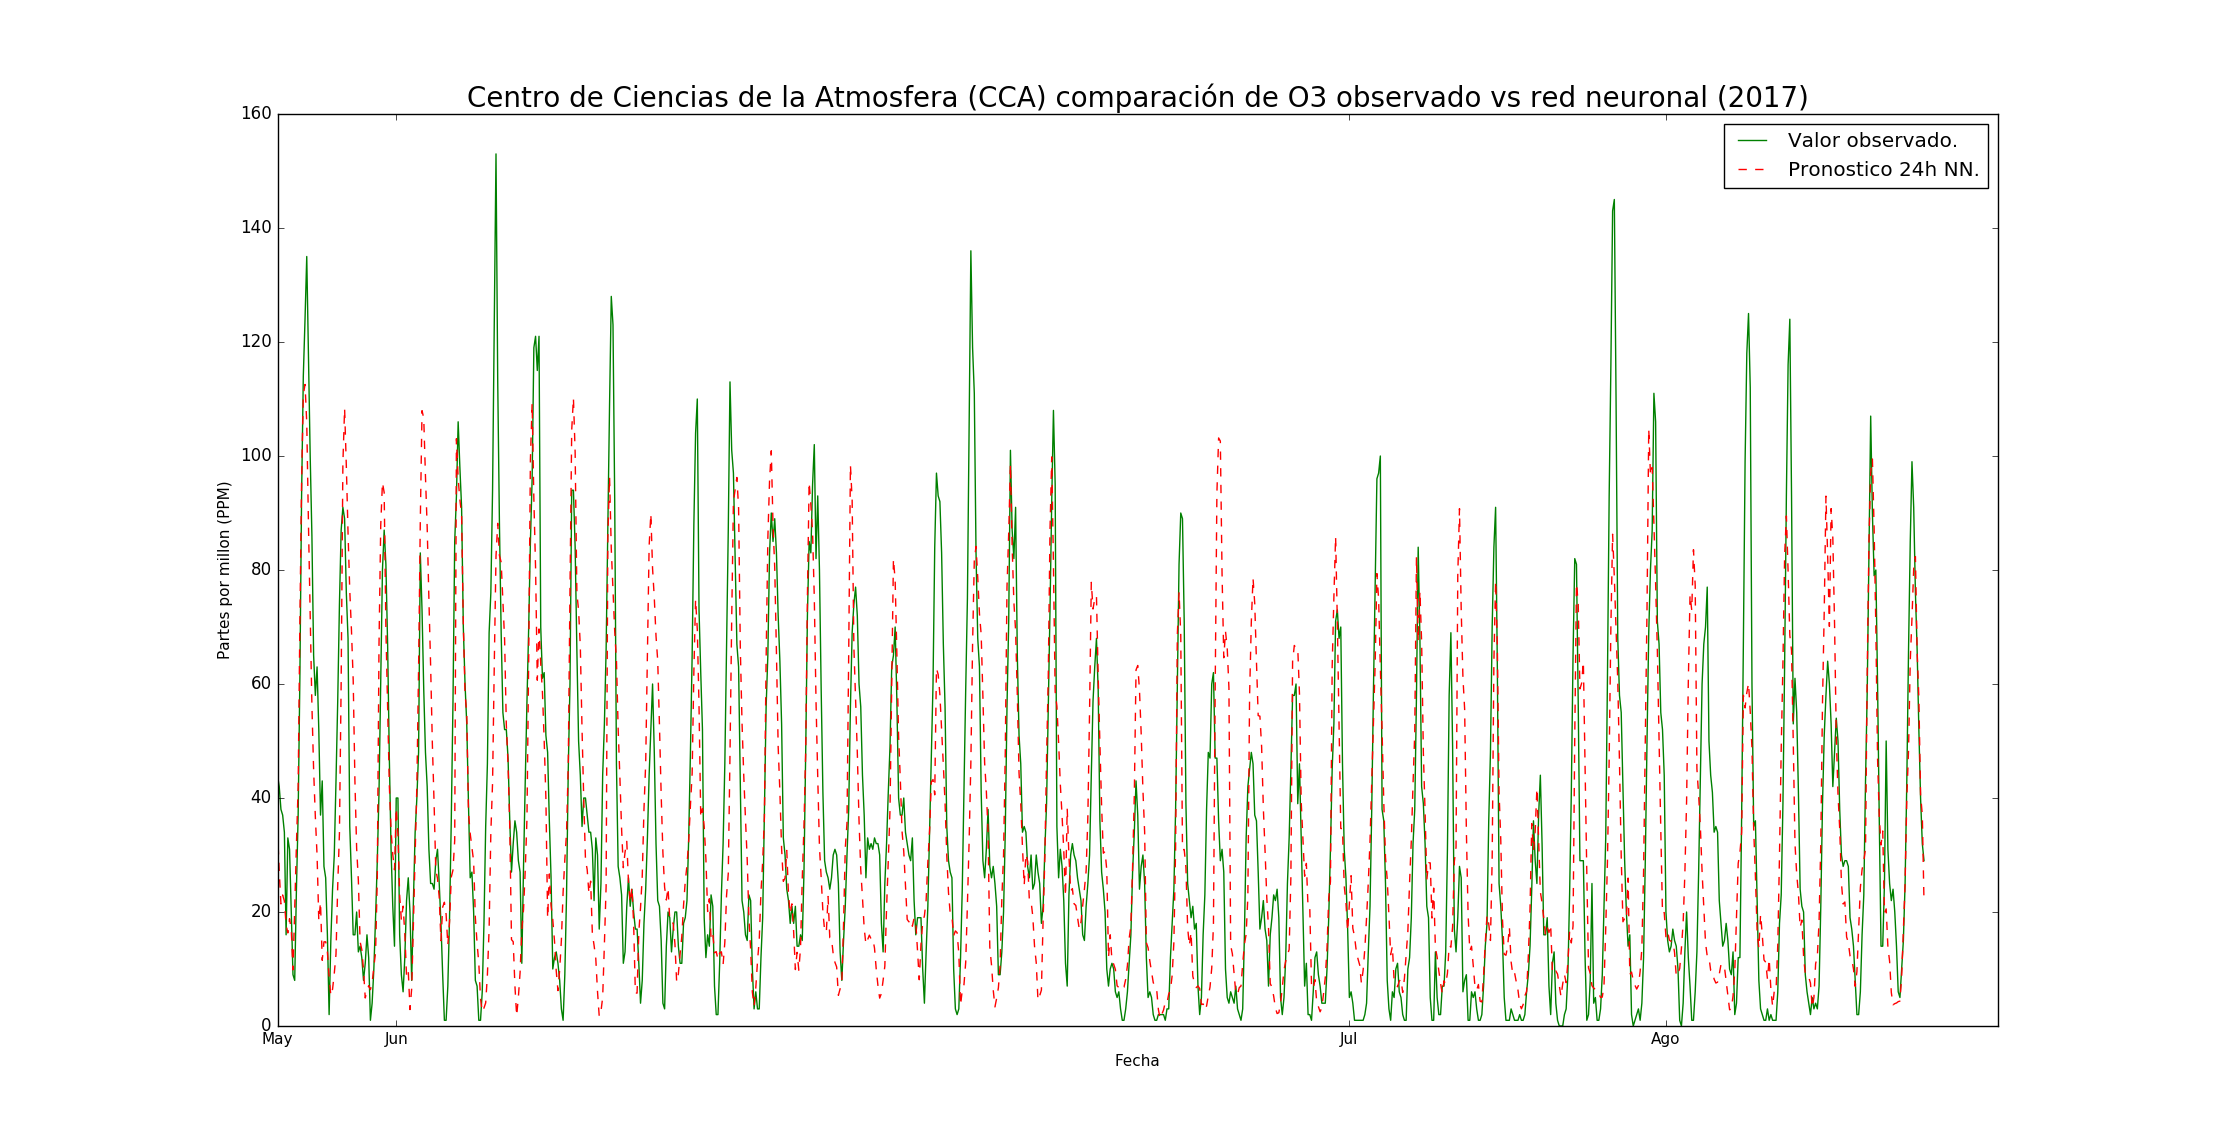 Centro de Ciencias de la Atmosfera (CCA) comparación de O3 observado vs red neuronal (2017)
160
140
120
100
80
60
40
20
0
Partes por millon (PPM)
Valor observado.
Pronostico 24h NN.
May
Jun
Jul
Ago
Fecha